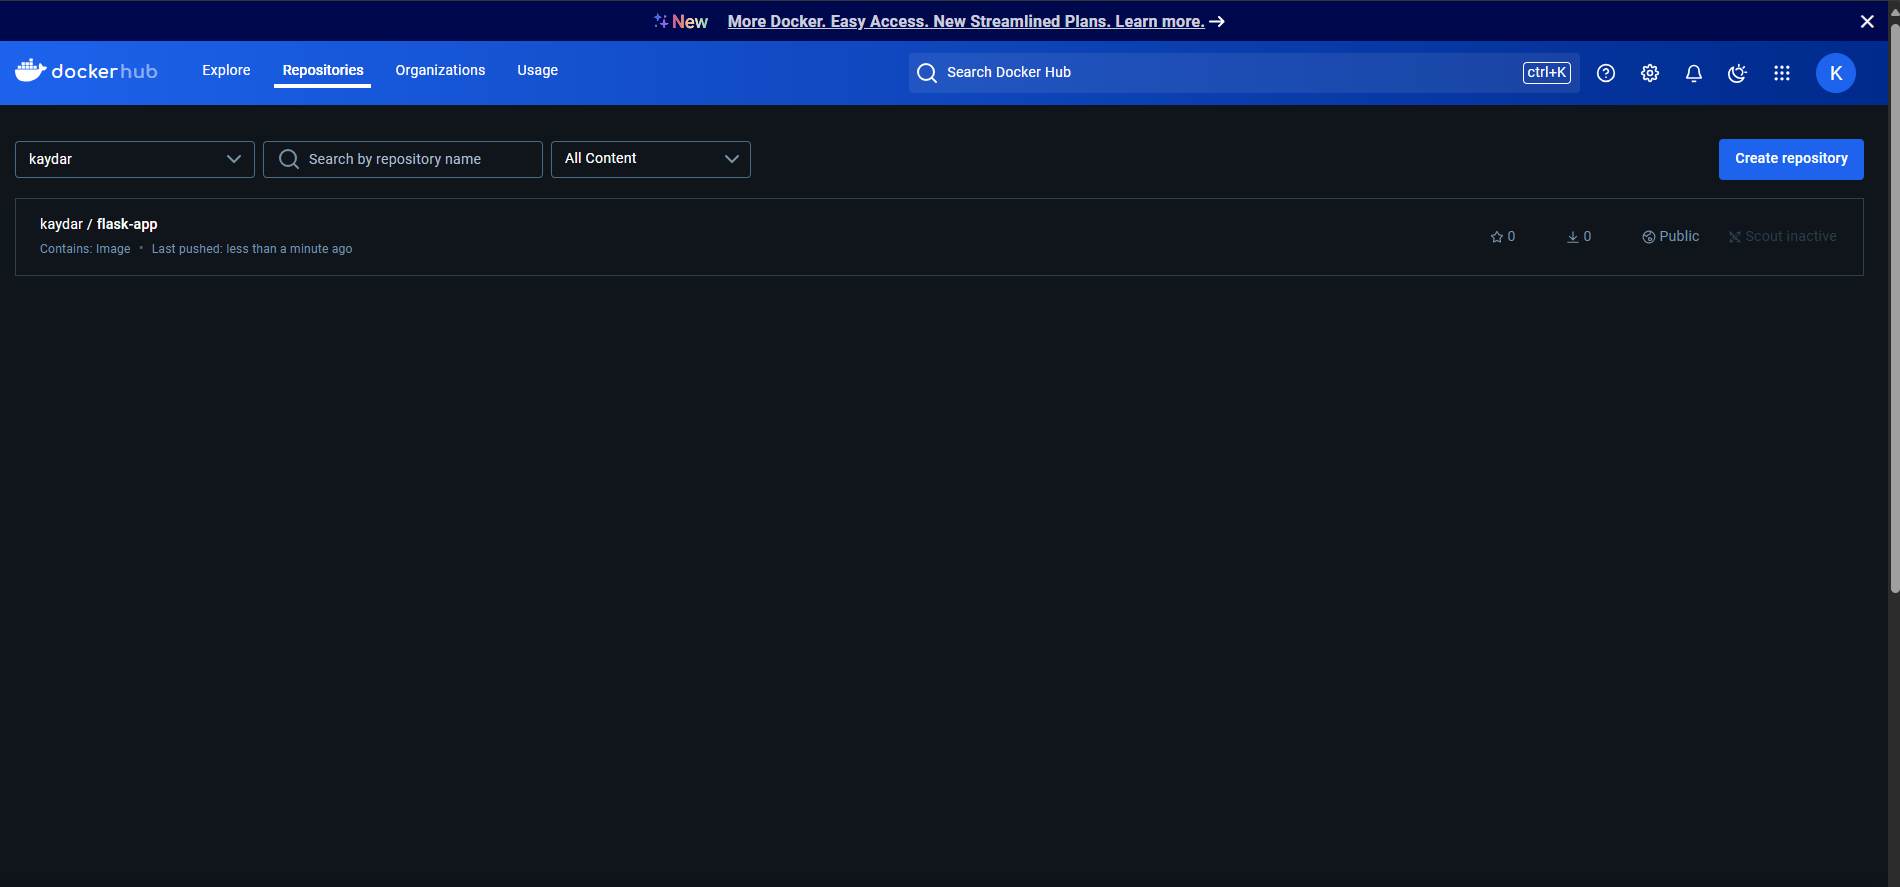 New More Docker. Easy Access. New Streamlined Plans. Learn more.
dockerhub Explore Repositories Organizations Usage Search Docker Hub ctrl+K K
kaydar Search by repository name All Content Create repository
kaydar / flask-app
Contains: Image • Last pushed: less than a minute ago
0 0 Public Scout inactive